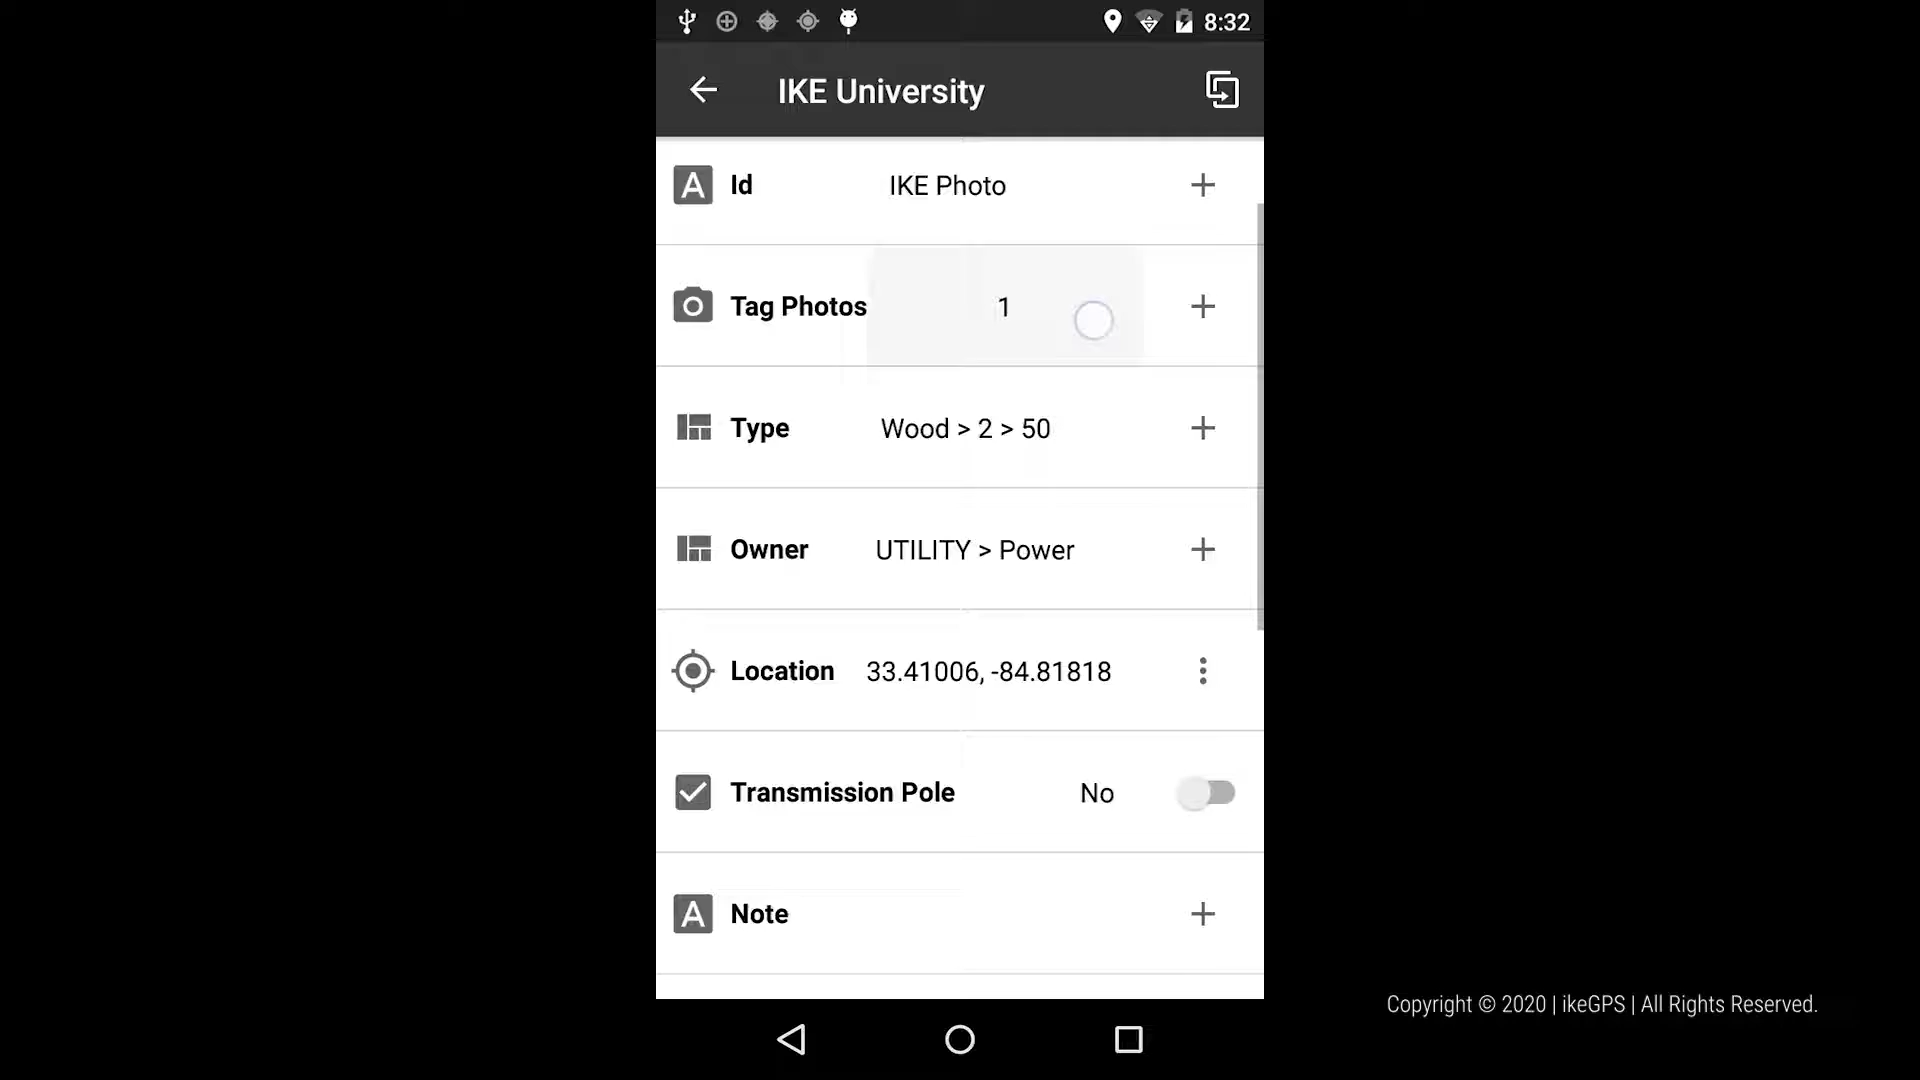 8:32
IKE University
Id IKE Photo
Tag Photos 1
Type Wood > 2 > 50
Owner UTILITY > Power
Location 33.41006, -84.81818
Transmission Pole No
Note
Copyright © 2020 | ikeGPS | All Rights Reserved.